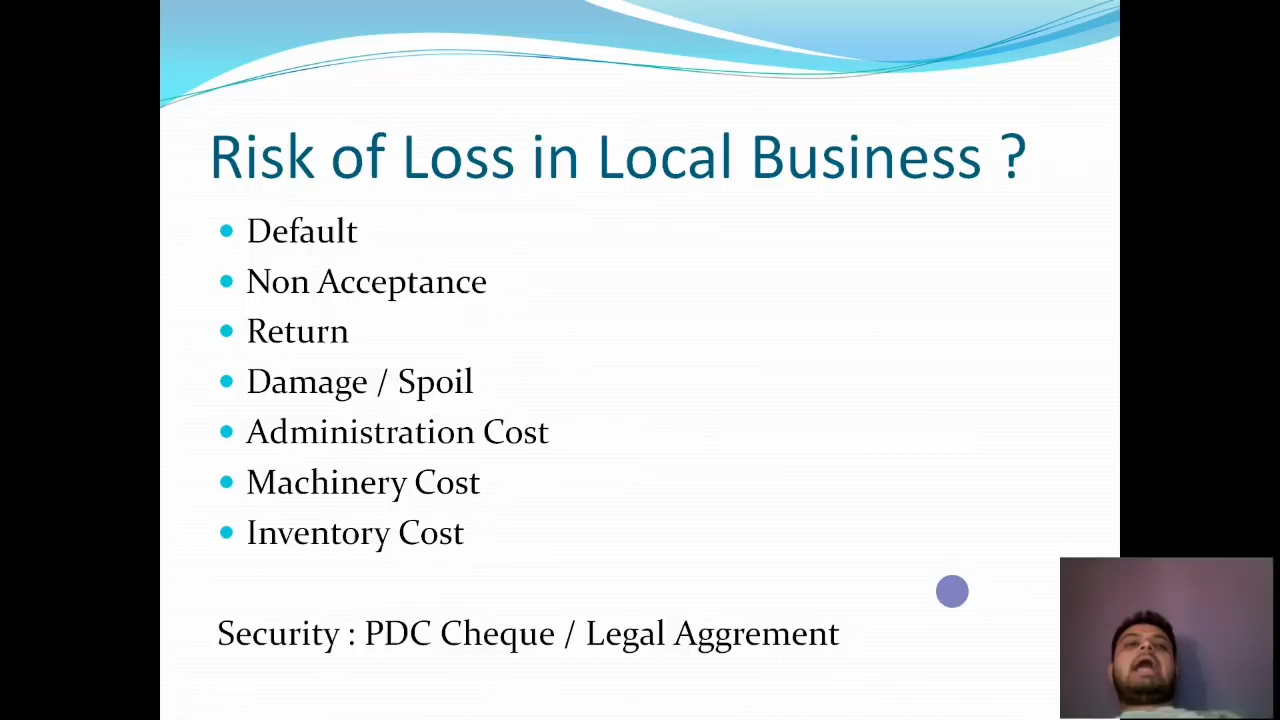 Risk of Loss in Local Business ?
Default
Non Acceptance
Return
Damage / Spoil
Administration Cost
Machinery Cost
Inventory Cost
Security : PDC Cheque / Legal Aggrement